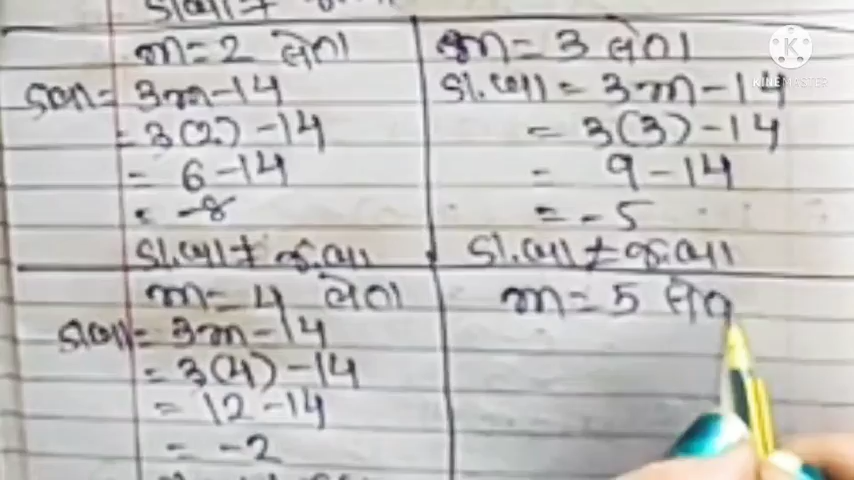 m = 2 લેતા
ડાબા = 3m - 14
= 3(2) - 14
= 6 - 14
= -8
ડા.બા ≠ જ.બા
m = 3 લેતા
ડા.બા = 3m - 14
= 3(3) - 14
= 9 - 14
= -5
ડા.બા ≠ જ.બા
m = 4 લેતા
ડાબા = 3m - 14
= 3(4) - 14
= 12 - 14
= -2
m = 5 લેતા
K
KINEMASTER